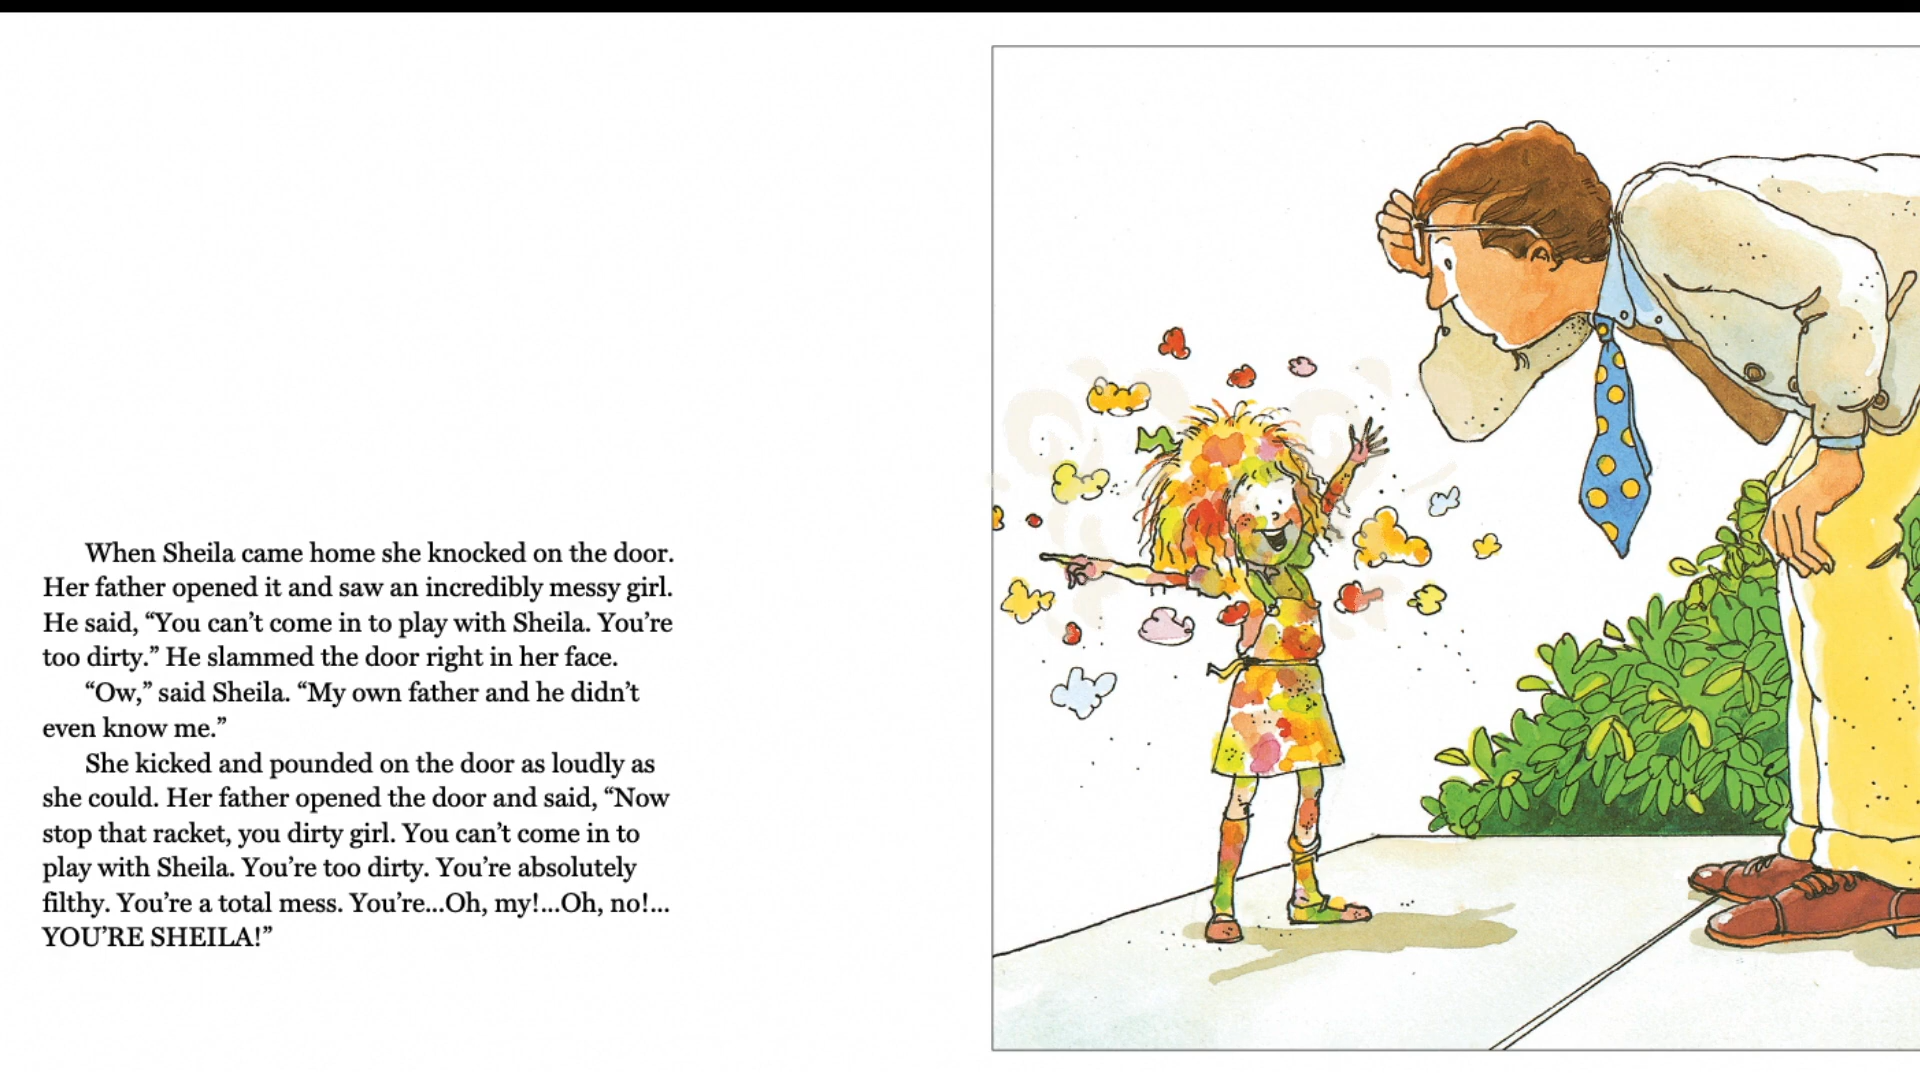 When Sheila came home she knocked on the door.
Her father opened it and saw an incredibly messy girl.
He said, “You can’t come in to play with Sheila. You’re
too dirty.” He slammed the door right in her face.
“Ow,” said Sheila. “My own father and he didn’t
even know me.”
She kicked and pounded on the door as loudly as
she could. Her father opened the door and said, “Now
stop that racket, you dirty girl. You can’t come in to
play with Sheila. You’re too dirty. You’re absolutely
filthy. You’re a total mess. You’re...Oh, my!...Oh, no!...
YOU’RE SHEILA!”